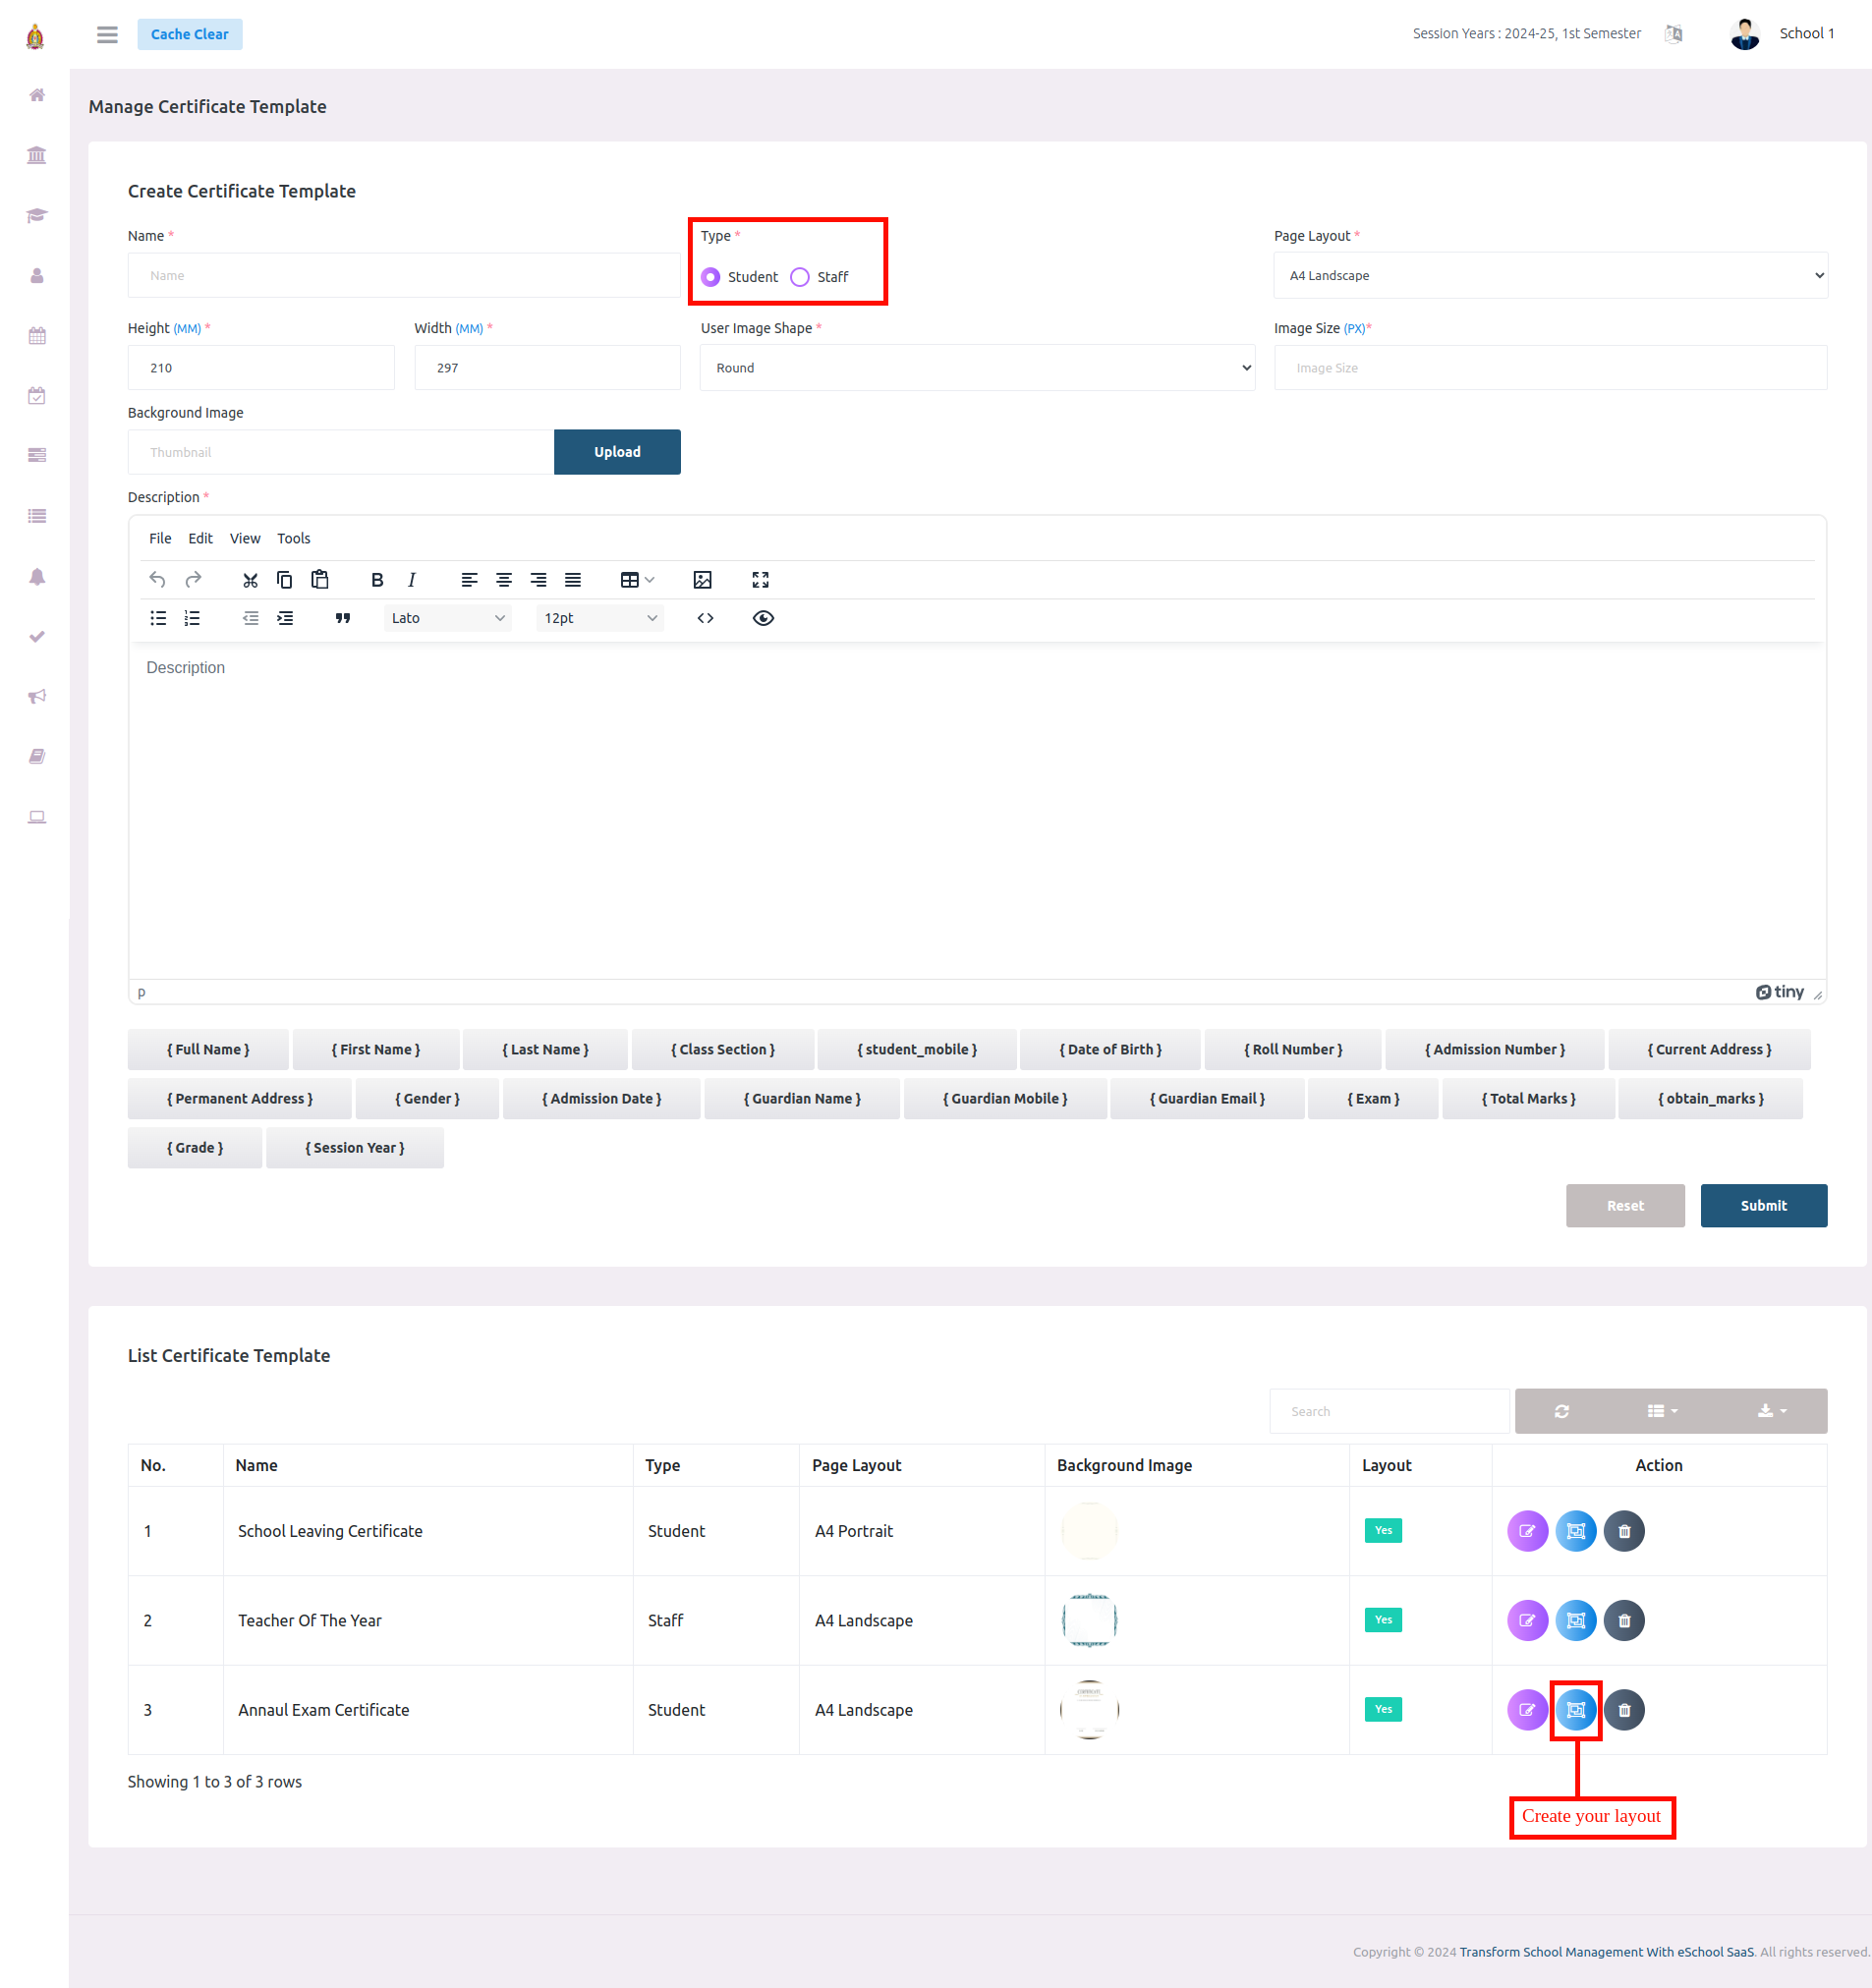 Cache Clear
Session Years : 2024-25, 1st Semester
School 1
Manage Certificate Template
Create Certificate Template
Name *
Type *
Page Layout *
Name
Student Staff
A4 Landscape
Height (MM) *
Width (MM) *
User Image Shape *
Image Size (PX)*
210
297
Round
Image Size
Background Image
Thumbnail
Upload
Description *
File Edit View Tools
B I
Lato
12pt
Description
p
tiny
{ Full Name } { First Name } { Last Name } { Class Section } { student_mobile } { Date of Birth } { Roll Number } { Admission Number } { Current Address }
{ Permanent Address } { Gender } { Admission Date } { Guardian Name } { Guardian Mobile } { Guardian Email } { Exam } { Total Marks } { obtain_marks }
{ Grade } { Session Year }
Reset
Submit
List Certificate Template
Search
No. Name Type Page Layout Background Image Layout Action
1 School Leaving Certificate Student A4 Portrait Yes
2 Teacher Of The Year Staff A4 Landscape Yes
3 Annaul Exam Certificate Student A4 Landscape Yes
Showing 1 to 3 of 3 rows
Create your layout
Copyright © 2024 Transform School Management With eSchool SaaS. All rights reserved.